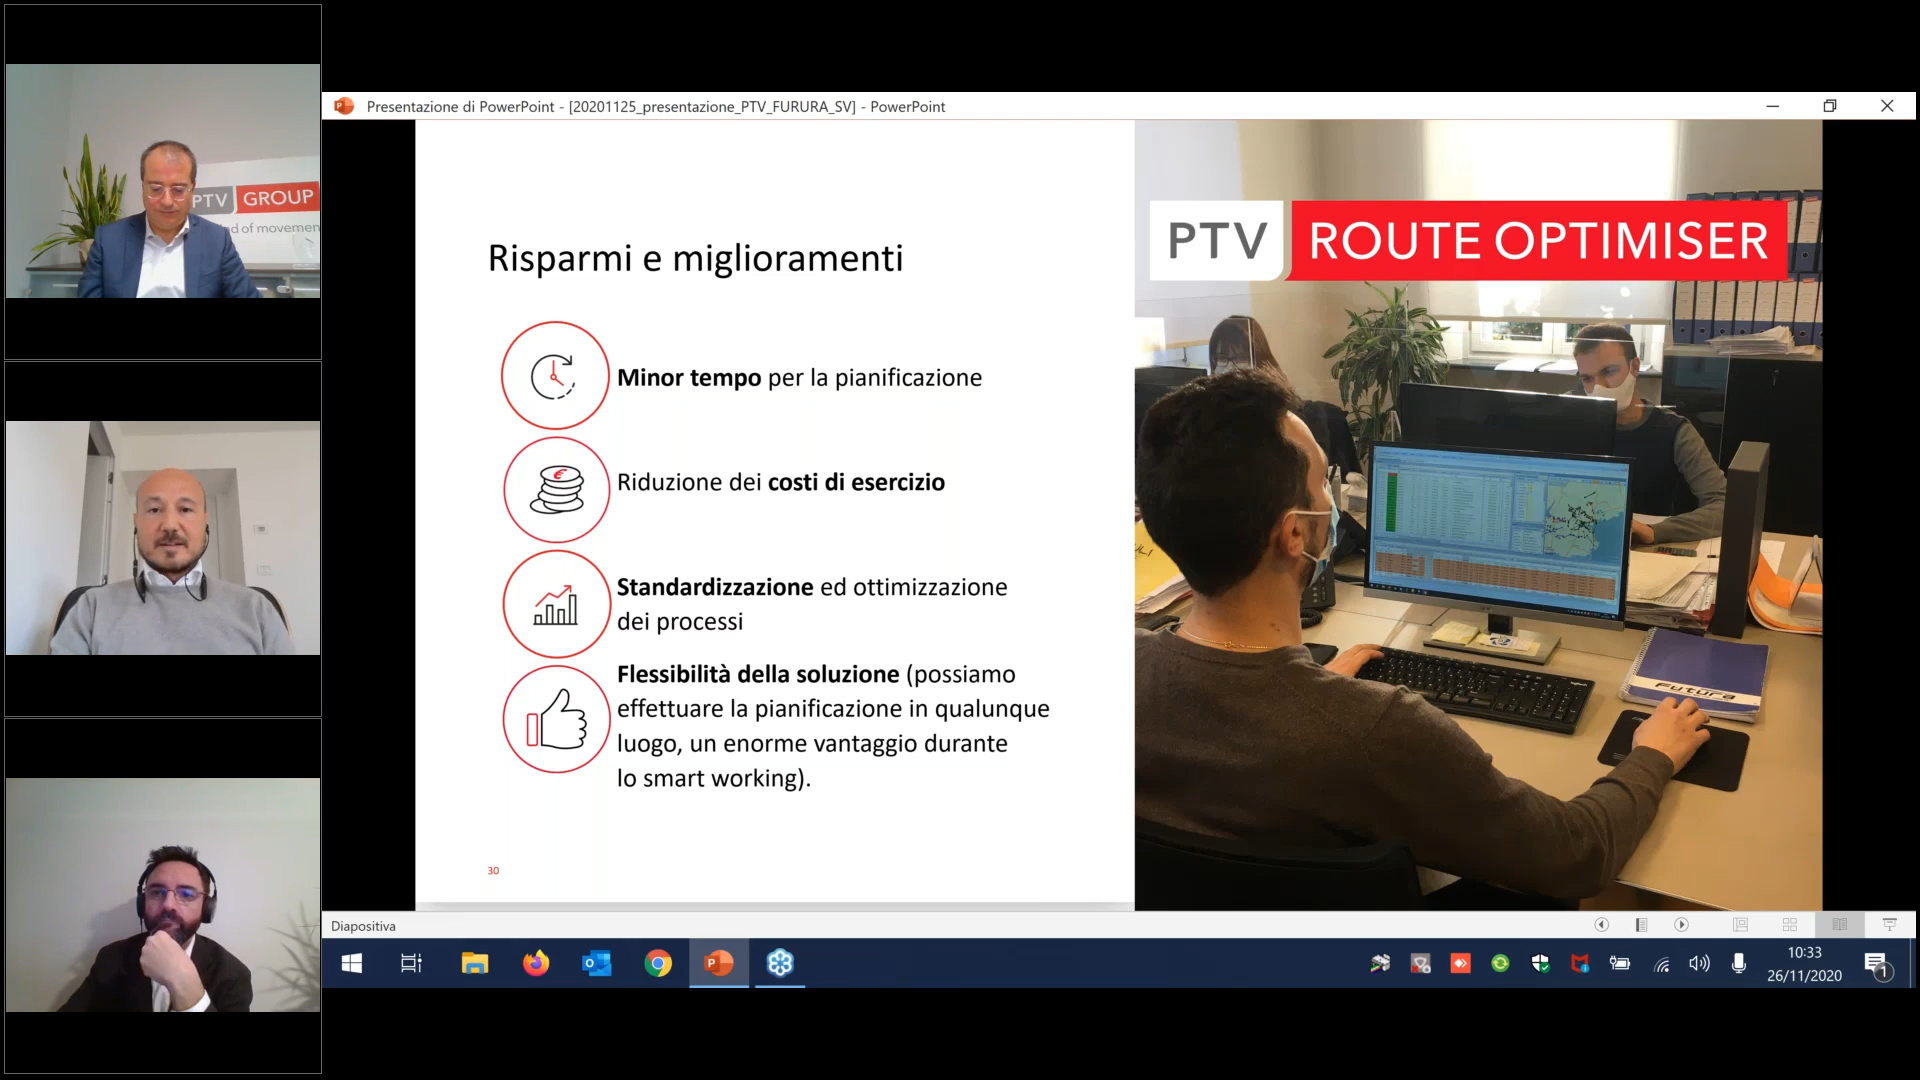 PTV GROUP
Presentazione di PowerPoint - [20201125_presentazione_PTV_FURURA_SV] - PowerPoint
Risparmi e miglioramenti
Minor tempo per la pianificazione
Riduzione dei costi di esercizio
Standardizzazione ed ottimizzazione
dei processi
Flessibilità della soluzione (possiamo
effettuare la pianificazione in qualunque
luogo, un enorme vantaggio durante
lo smart working).
30
PTV ROUTE OPTIMISER
Futura
Diapositiva
10:33
26/11/2020
1